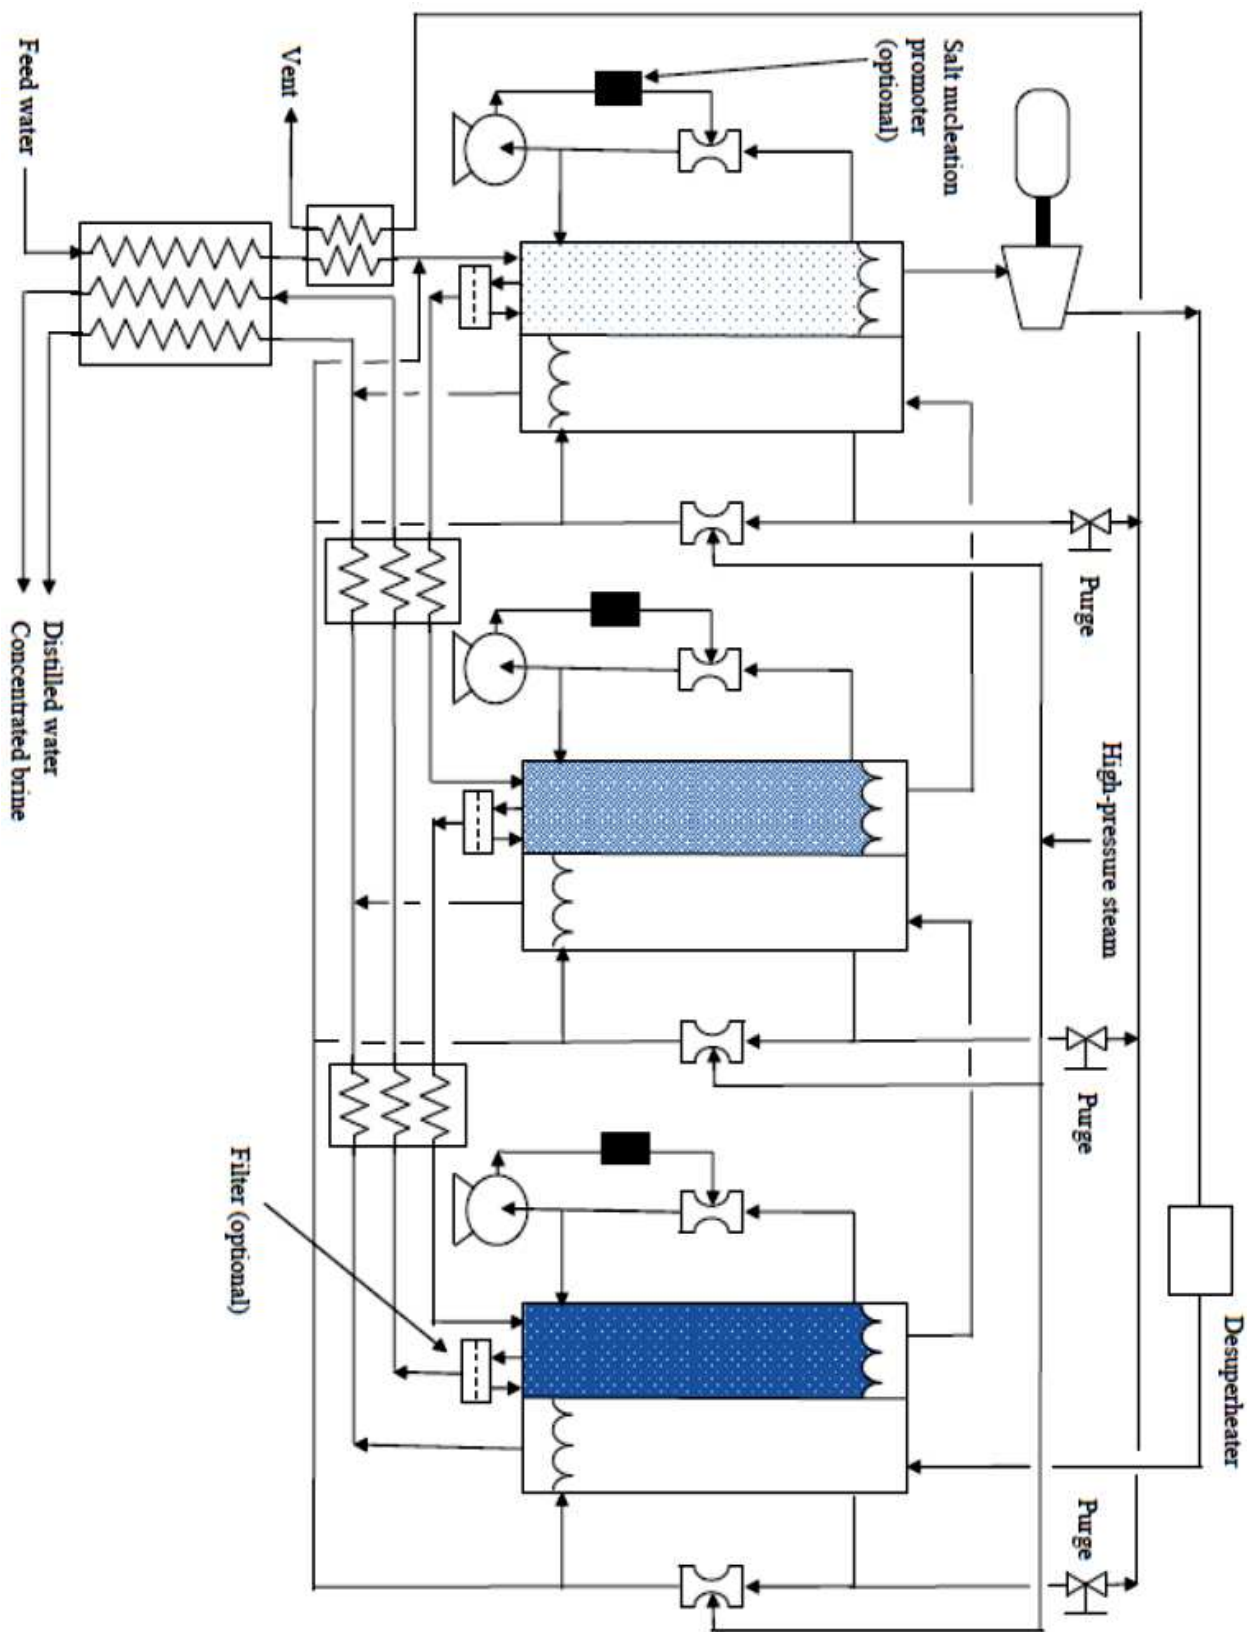 Salt nucleation
promoter
(optional)
Vent
Feed water
Purge
High-pressure steam
Distilled water
Concentrated brine
Purge
Filter (optional)
Desuperheater
Purge